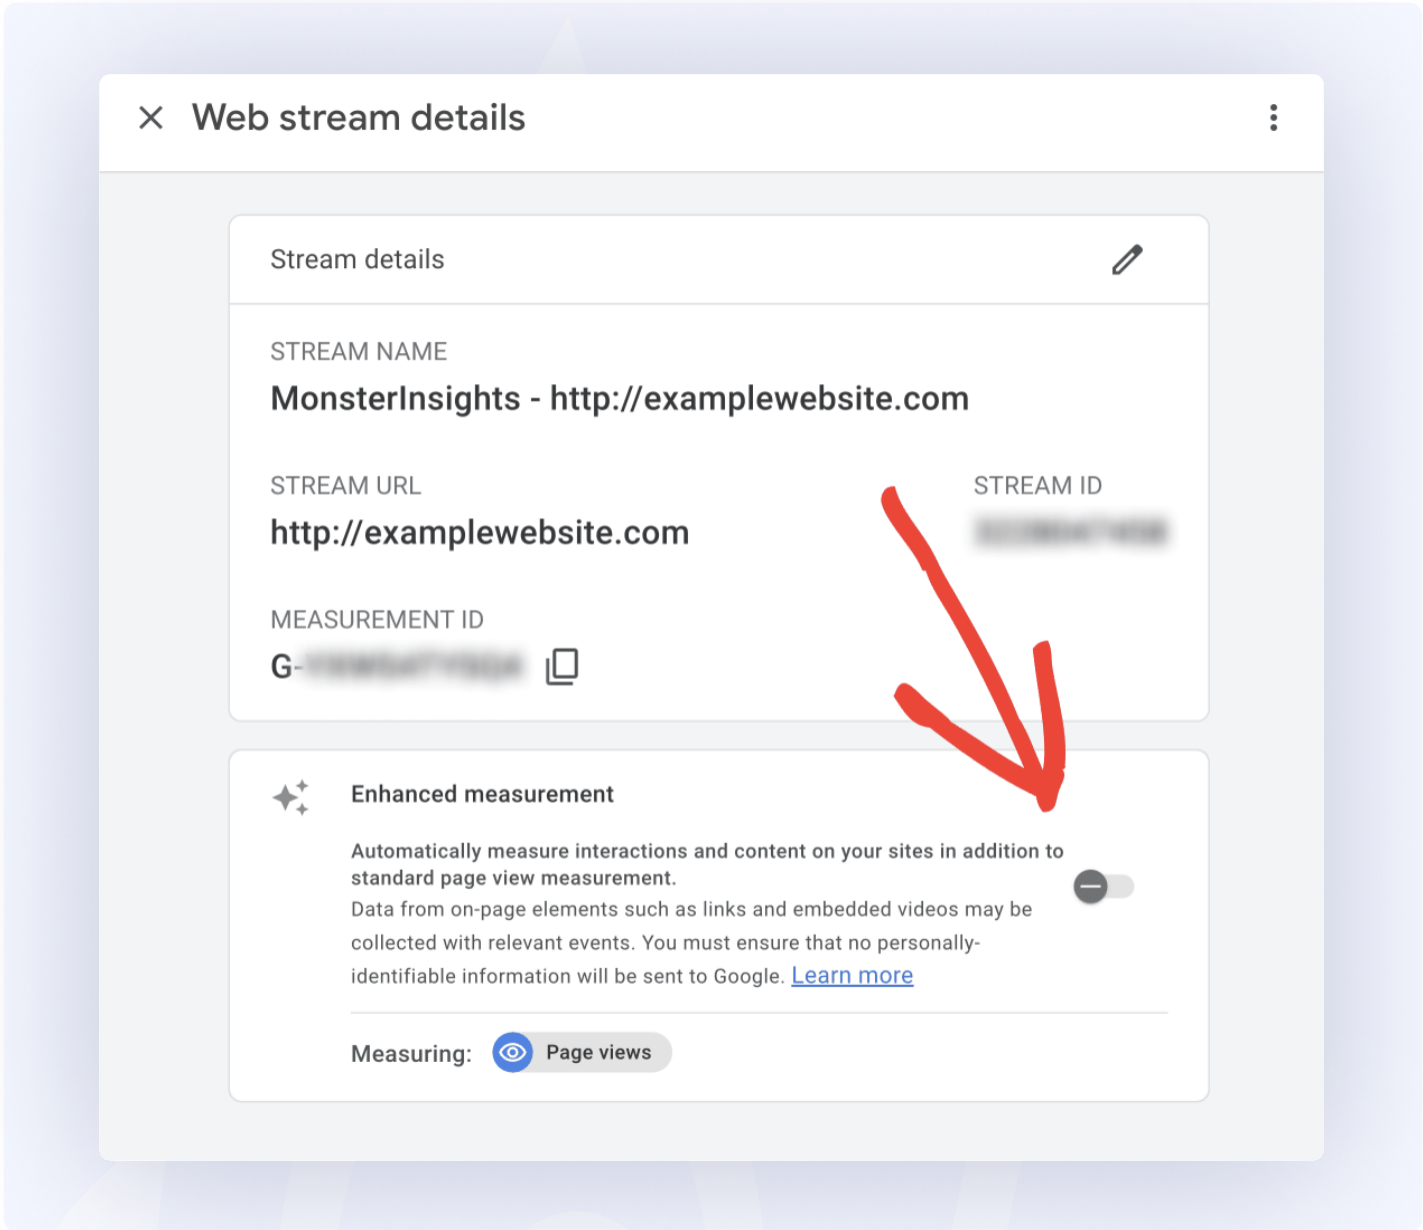 Web stream details
Stream details
STREAM NAME
MonsterInsights - http://examplewebsite.com
STREAM URL
STREAM ID
http://examplewebsite.com
MEASUREMENT ID
G-
Enhanced measurement
Automatically measure interactions and content on your sites in addition to
standard page view measurement.
Data from on-page elements such as links and embedded videos may be
collected with relevant events. You must ensure that no personally-
identifiable information will be sent to Google. Learn more
Measuring: Page views